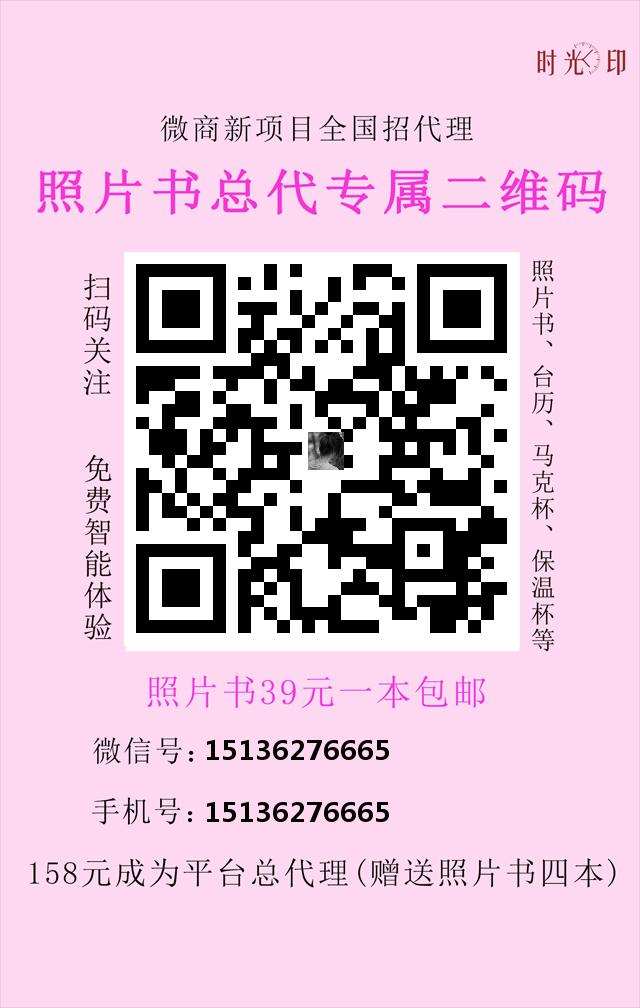 时光印
微商新项目全国招代理
照片书总代专属二维码
扫码关注
免费智能体验
照片书、台历、马克杯、保温杯等
照片书39元一本包邮
微信号:15136276665
手机号:15136276665
158元成为平台总代理(赠送照片书四本)